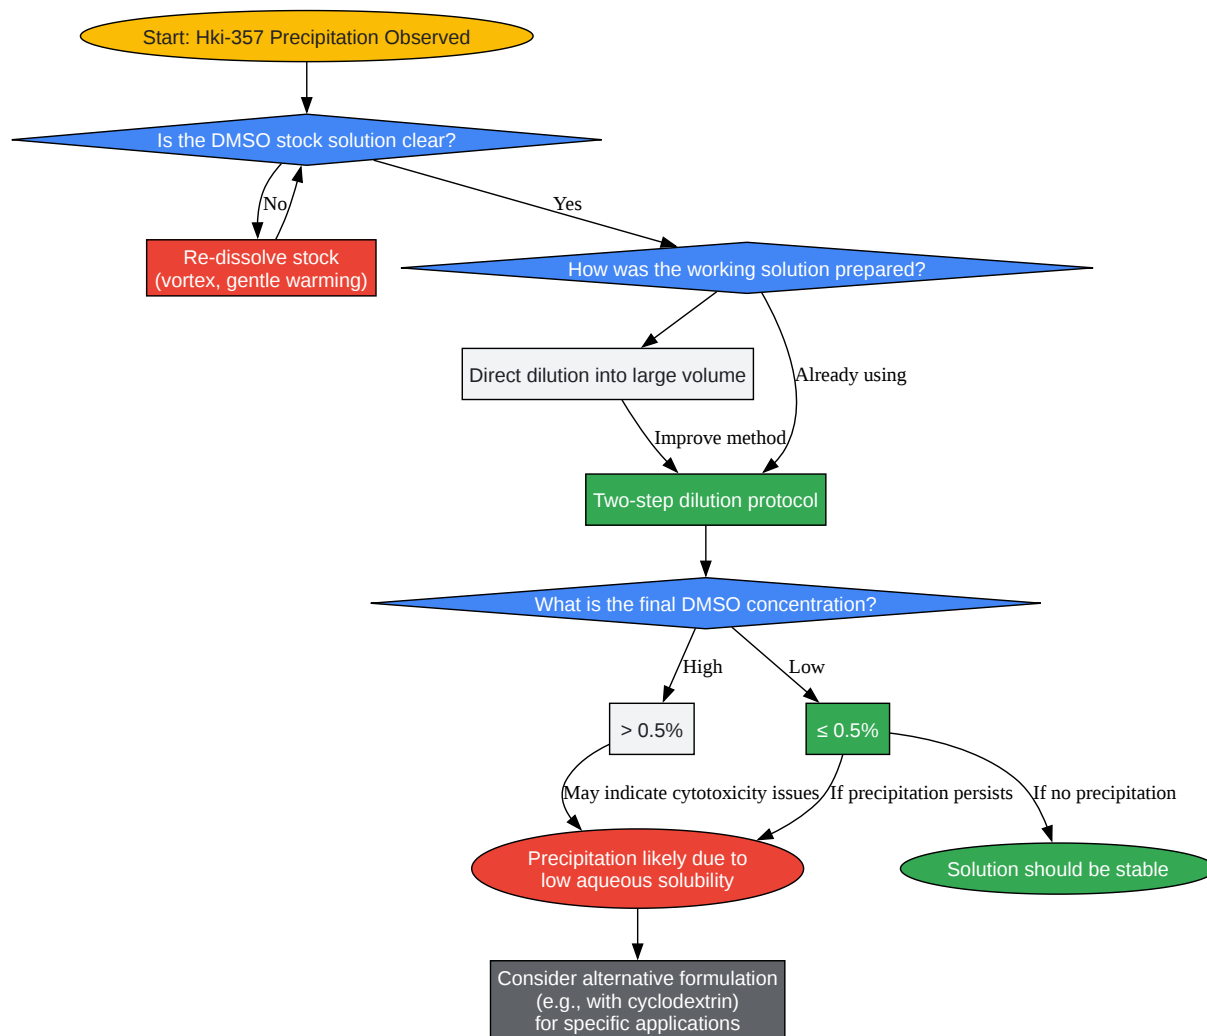 Start: Hki-357 Precipitation Observed
Is the DMSO stock solution clear?
No
Yes
Re-dissolve stock
(vortex, gentle warming)
How was the working solution prepared?
Direct dilution into large volume
Already using
Improve method
Two-step dilution protocol
What is the final DMSO concentration?
High
Low
> 0.5%
≤ 0.5%
May indicate cytotoxicity issues
If precipitation persists
If no precipitation
Precipitation likely due to
low aqueous solubility
Solution should be stable
Consider alternative formulation
(e.g., with cyclodextrin)
for specific applications